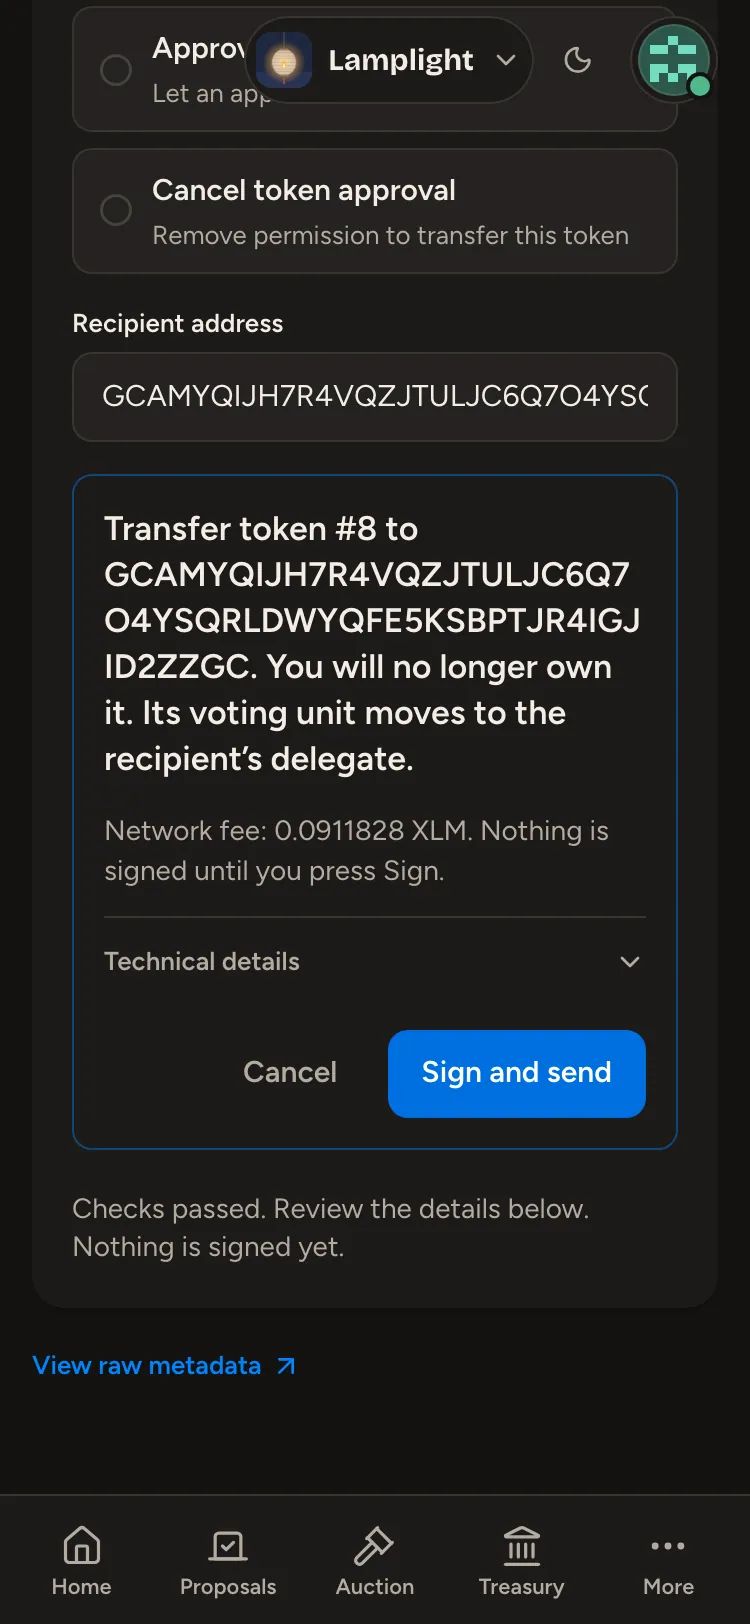 Lamplight
Let an app
Cancel token approval
Remove permission to transfer this token
Recipient address
GCAMYQIJH7R4VQZJTULJC6Q7O4YS
Transfer token #8 to
GCAMYQIJH7R4VQZJTULJC6Q7
O4YSQRLDWYQFE5KSBPTJR4IGJ
ID2ZZGC. You will no longer own
it. Its voting unit moves to the
recipient’s delegate.
Network fee: 0.0911828 XLM. Nothing is
signed until you press Sign.
Technical details
Cancel
Sign and send
Checks passed. Review the details below.
Nothing is signed yet.
View raw metadata
Home
Proposals
Auction
Treasury
More